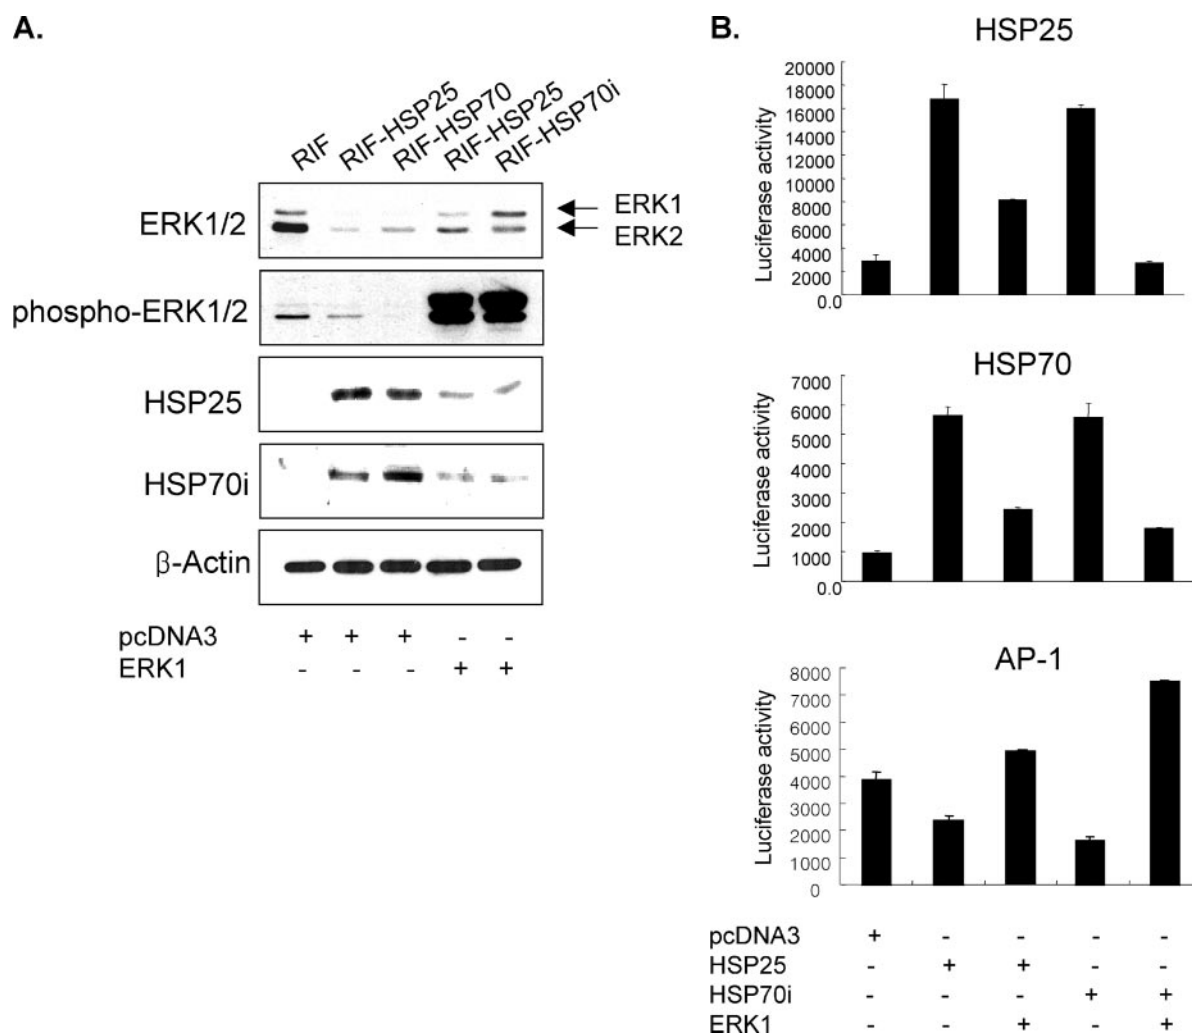 A.
RIF
RIF-HSP25
RIF-HSP70
RIF-HSP25
RIF-HSP70i
ERK1/2
ERK1
ERK2
phospho-ERK1/2
HSP25
HSP70i
β-Actin
pcDNA3 + + + - -
ERK1 - - - + +
B.
HSP25
Luciferase activity
20000
18000
16000
14000
12000
10000
8000
6000
4000
2000
0.0
HSP70
Luciferase activity
7000
6000
5000
4000
3000
2000
1000
0.0
AP-1
Luciferase activity
8000
7000
6000
5000
4000
3000
2000
1000
0
pcDNA3 + - - - -
HSP25 - + + - -
HSP70i - - - + +
ERK1 - - + - +